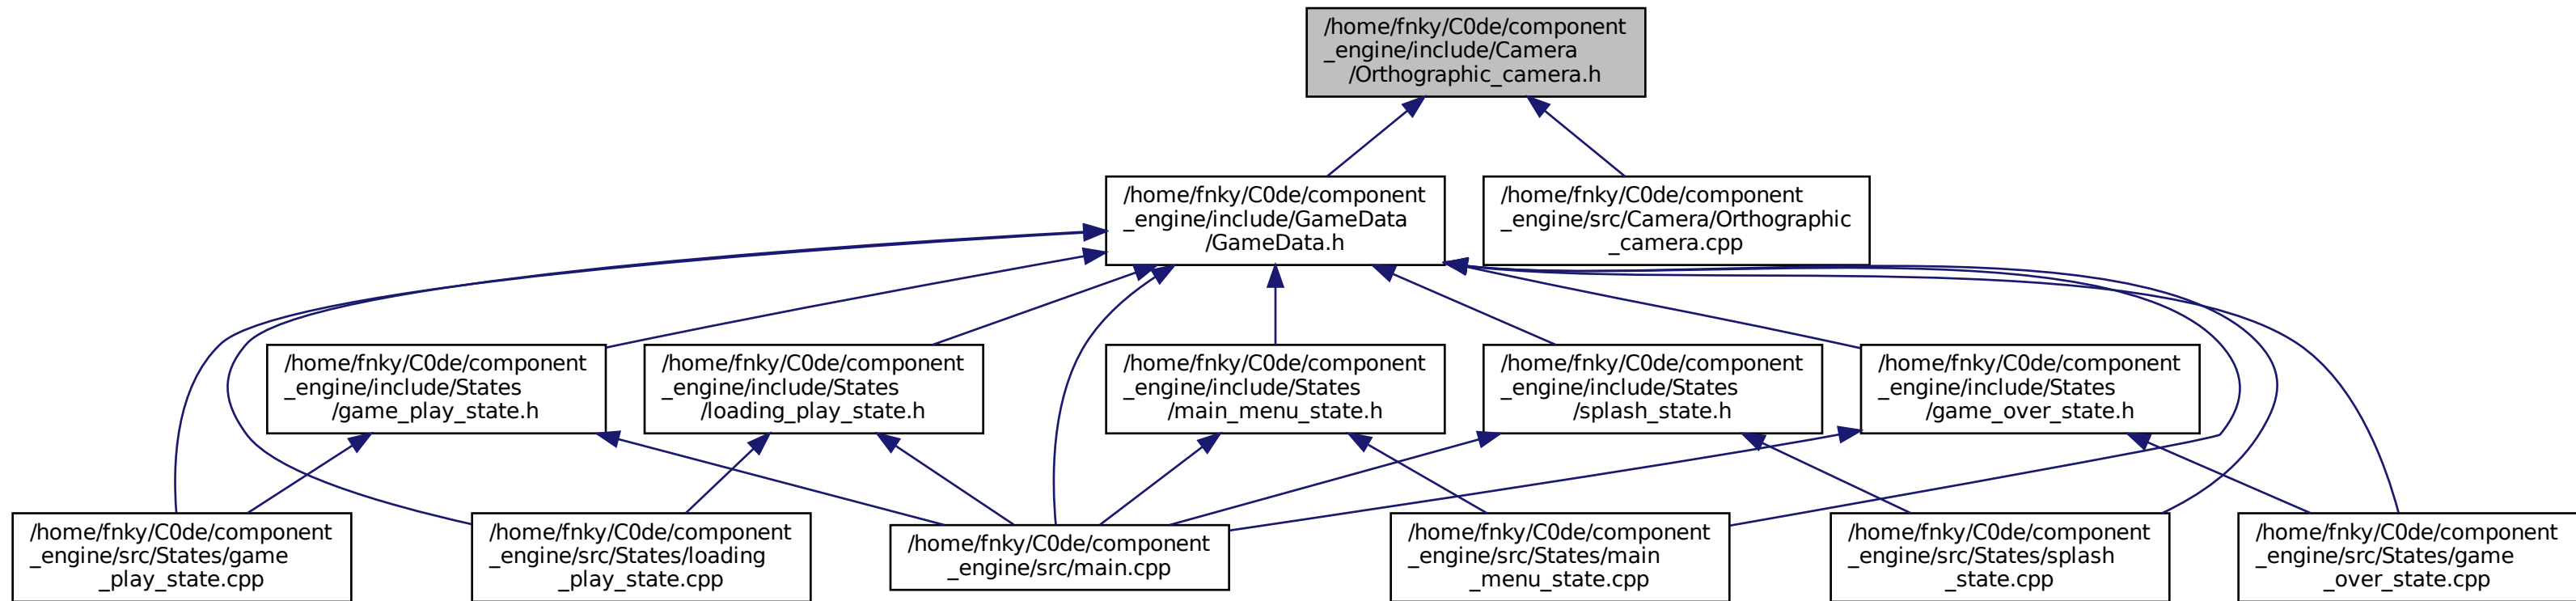 /home/fnky/C0de/component
_engine/include/Camera
/Orthographic_camera.h
/home/fnky/C0de/component
_engine/include/GameData
/GameData.h
/home/fnky/C0de/component
_engine/src/Camera/Orthographic
_camera.cpp
/home/fnky/C0de/component
_engine/include/States
/game_play_state.h
/home/fnky/C0de/component
_engine/include/States
/loading_play_state.h
/home/fnky/C0de/component
_engine/include/States
/main_menu_state.h
/home/fnky/C0de/component
_engine/include/States
/splash_state.h
/home/fnky/C0de/component
_engine/include/States
/game_over_state.h
/home/fnky/C0de/component
_engine/src/States/game
_play_state.cpp
/home/fnky/C0de/component
_engine/src/States/loading
_play_state.cpp
/home/fnky/C0de/component
_engine/src/main.cpp
/home/fnky/C0de/component
_engine/src/States/main
_menu_state.cpp
/home/fnky/C0de/component
_engine/src/States/splash
_state.cpp
/home/fnky/C0de/component
_engine/src/States/game
_over_state.cpp